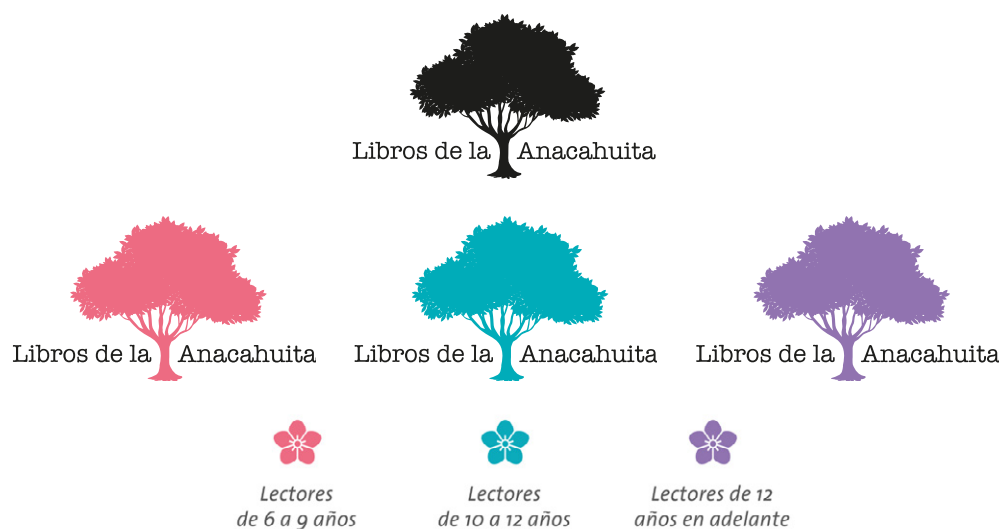 Libros de la Anacahuita
Libros de la Anacahuita
Libros de la Anacahuita
Libros de la Anacahuita
Lectores
de 6 a 9 años
Lectores
de 10 a 12 años
Lectores de 12
años en adelante